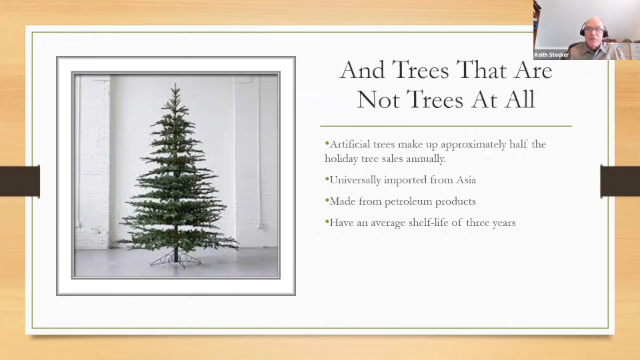 Keith Stocker
And Trees That Are
Not Trees At All
•Artificial trees make up approximately half the
holiday tree sales annually.
•Universally imported from Asia
•Made from petroleum products
•Have an average shelf-life of three years